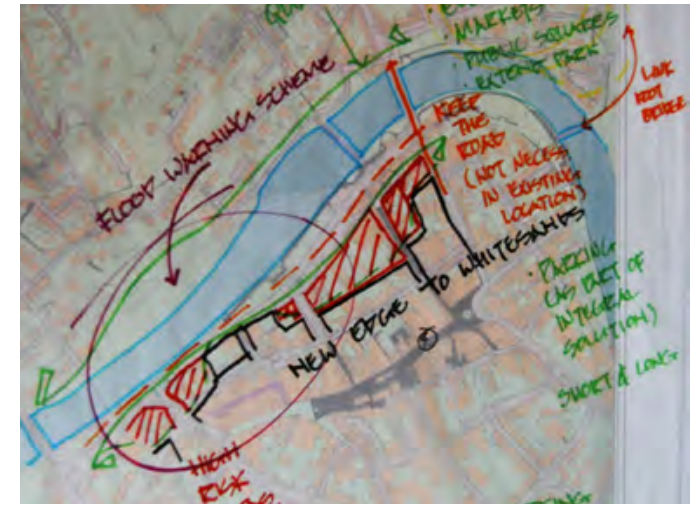 MARKETS
PUBLIC SQUARES
EXTEND PARK
FLOOD WARNING SCHEME
KEEP
THE
ROAD
(NOT NECESS
IN EXISTING
LOCATION)
LINK
FOOT
BRIDGE
NEW EDGE TO WHITESANDS
PARKING
(AS PART OF
INTEGRAL
SOLUTION)
SHORT & LONG
HIGH
RISK